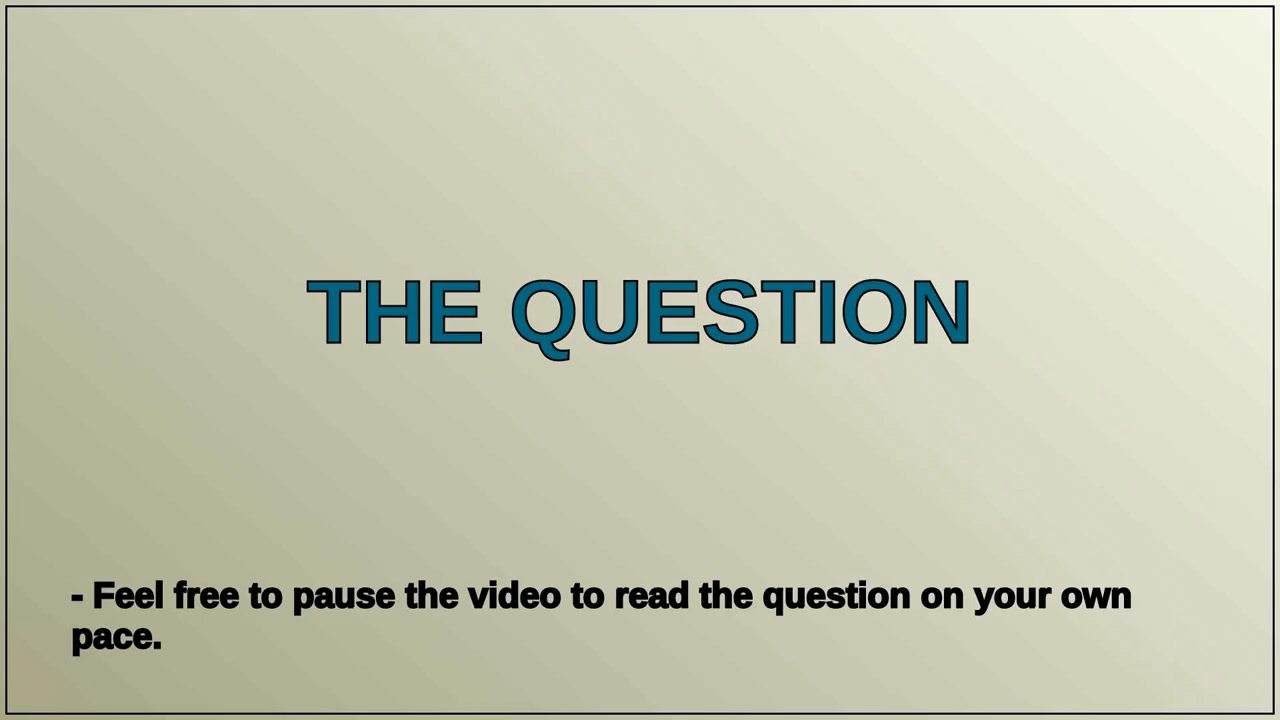 THE QUESTION
- Feel free to pause the video to read the question on your own
pace.